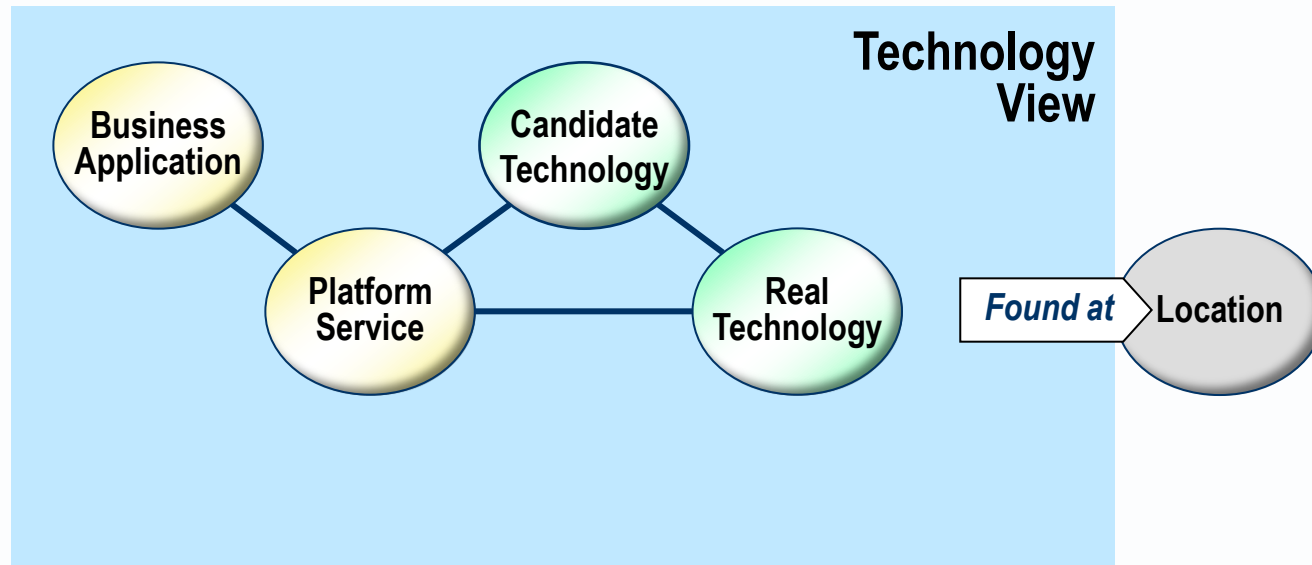 Technology
View
Business
Application
Candidate
Technology
Platform
Service
Real
Technology
Found at
Location